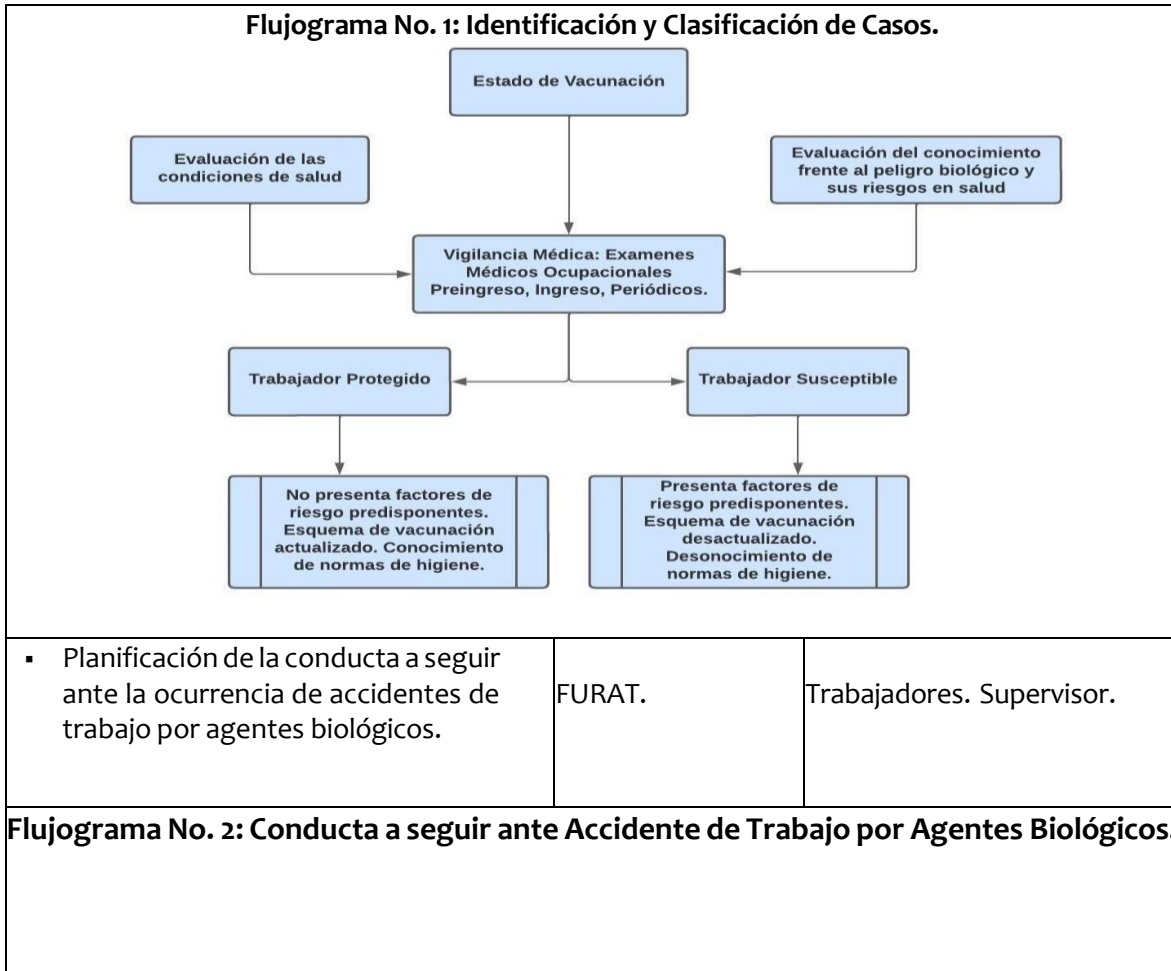 Flujograma No. 1: Identificación y Clasificación de Casos.
Estado de Vacunación
Evaluación de las
condiciones de salud
Evaluación del conocimiento
frente al peligro biológico y
sus riesgos en salud
Vigilancia Médica: Examenes
Médicos Ocupacionales
Preingreso, Ingreso, Periódicos.
Trabajador Protegido
Trabajador Susceptible
No presenta factores de
riesgo predisponentes.
Esquema de vacunación
actualizado. Conocimiento
de normas de higiene.
Presenta factores de
riesgo predisponentes.
Esquema de vacunación
desactualizado.
Desonocimiento de
normas de higiene.
▪ Planificación de la conducta a seguir
ante la ocurrencia de accidentes de
trabajo por agentes biológicos.
FURAT.
Trabajadores. Supervisor.
Flujograma No. 2: Conducta a seguir ante Accidente de Trabajo por Agentes Biológicos.